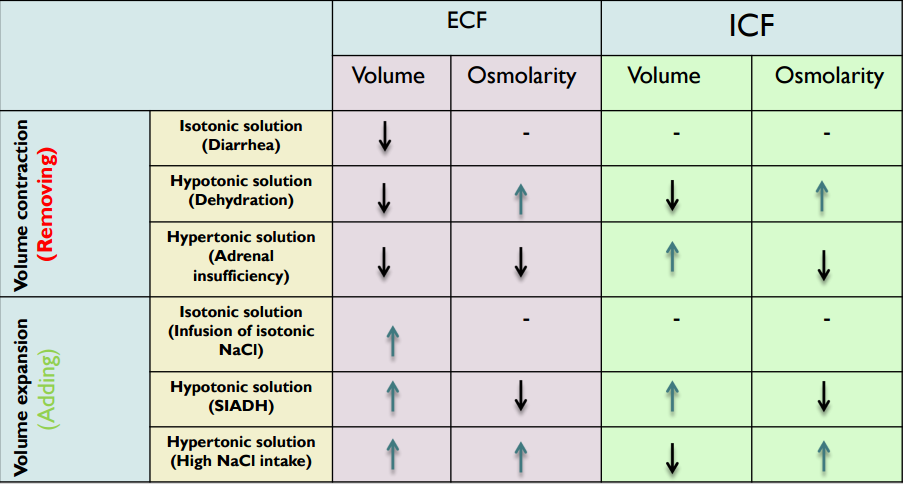 ECF
ICF
Volume
Osmolarity
Volume
Osmolarity
Volume contraction
(Removing)
Isotonic solution
(Diarrhea)
-
-
-
Hypotonic solution
(Dehydration)
Hypertonic solution
(Adrenal
insufficiency)
Volume expansion
(Adding)
Isotonic solution
(Infusion of isotonic
NaCl)
-
-
-
Hypotonic solution
(SIADH)
Hypertonic solution
(High NaCl intake)